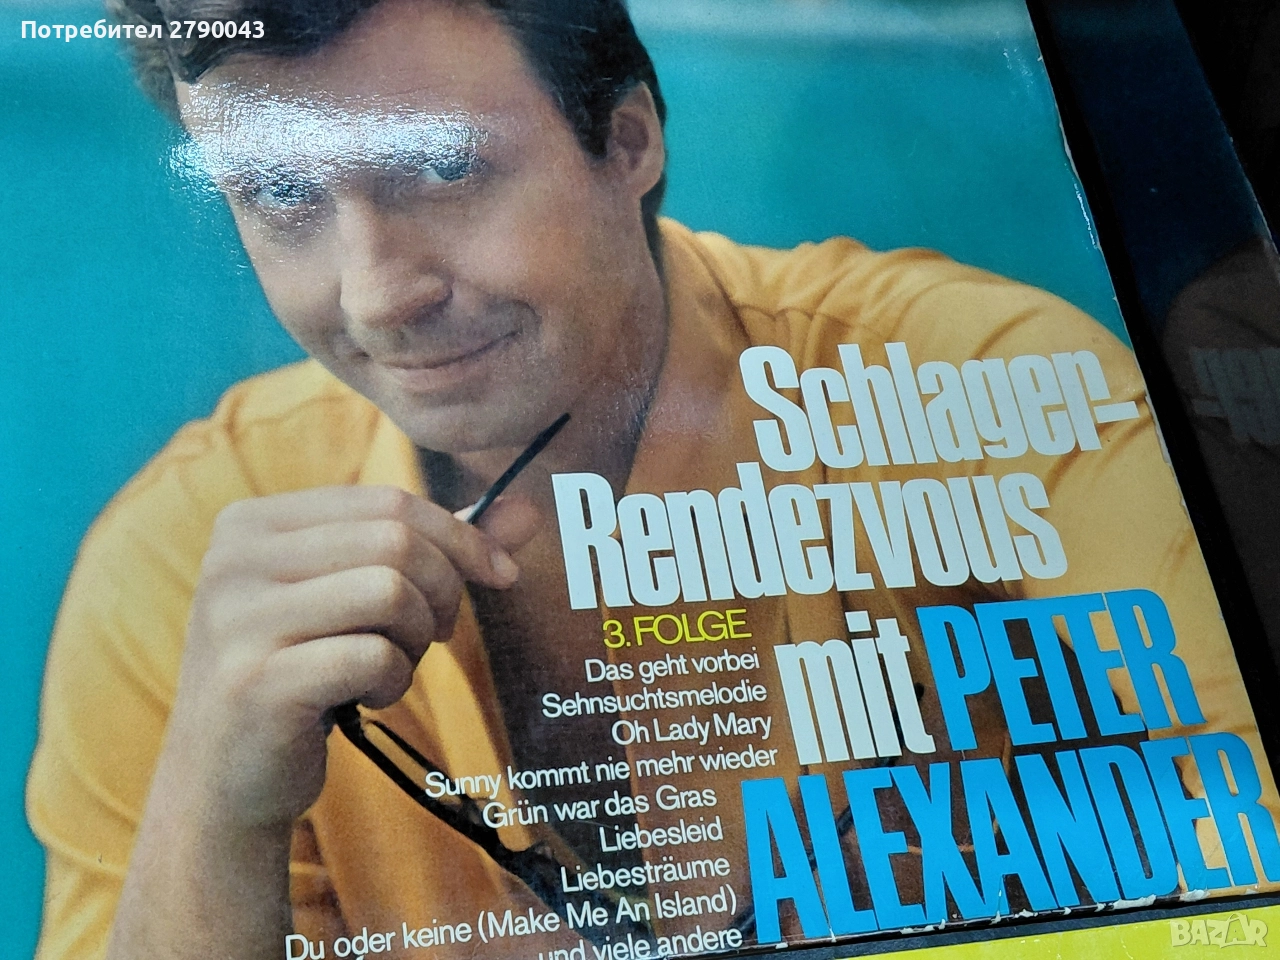 Потребител 2790043
Schlager-
Rendezvous
mit PETER
ALEXANDER
3. FOLGE
Das geht vorbei
Sehnsuchtsmelodie
Oh Lady Mary
Sunny kommt nie mehr wieder
Grün war das Gras
Liebesleid
Liebesträume
Du oder keine (Make Me An Island)
und viele andere
BAZAR